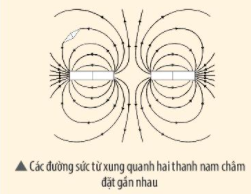 ▲ Các đường sức từ xung quanh hai thanh nam châm
đặt gần nhau